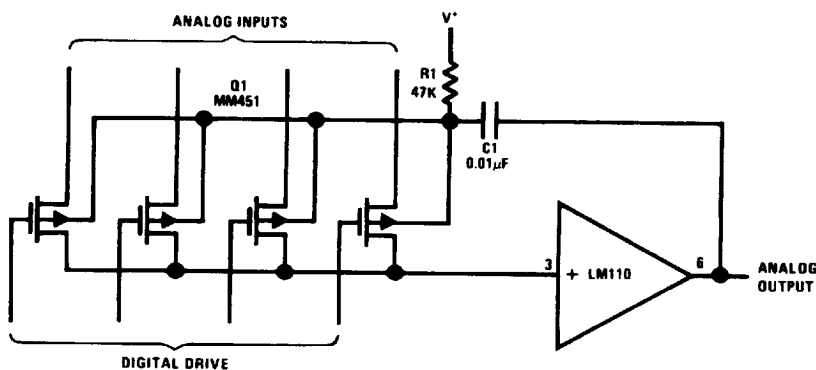 ANALOG INPUTS
V+
R1
47K
Q1
MM451
C1
0.01μF
3
+ LM110
6
ANALOG
OUTPUT
DIGITAL DRIVE